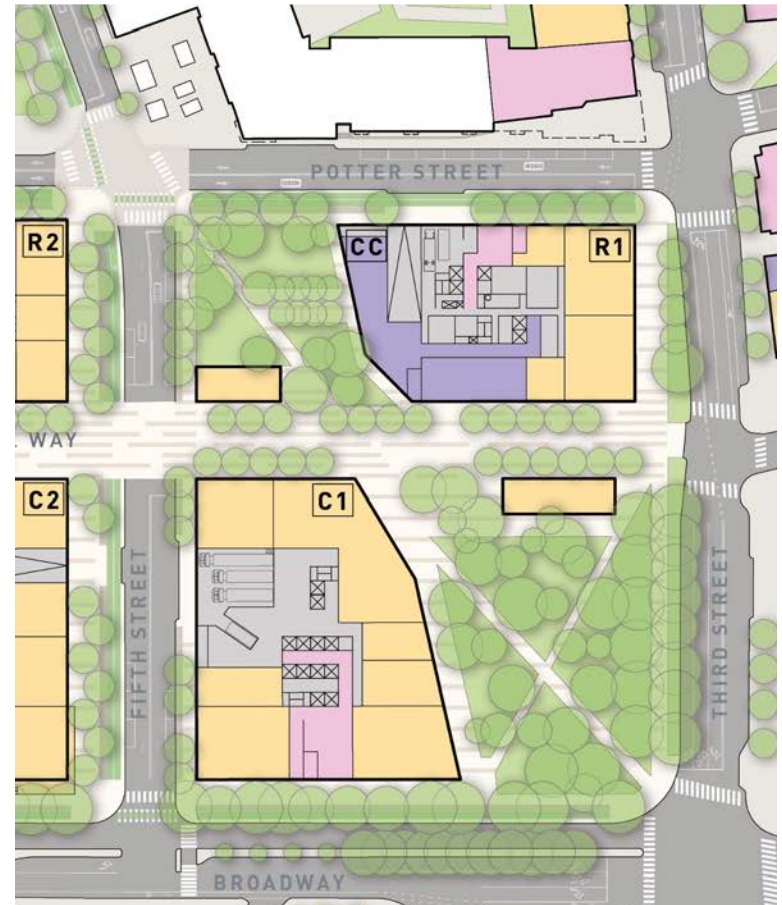 POTTER STREET
R2
CC
R1
WAY
C2
C1
FIFTH STREET
THIRD STREET
BROADWAY